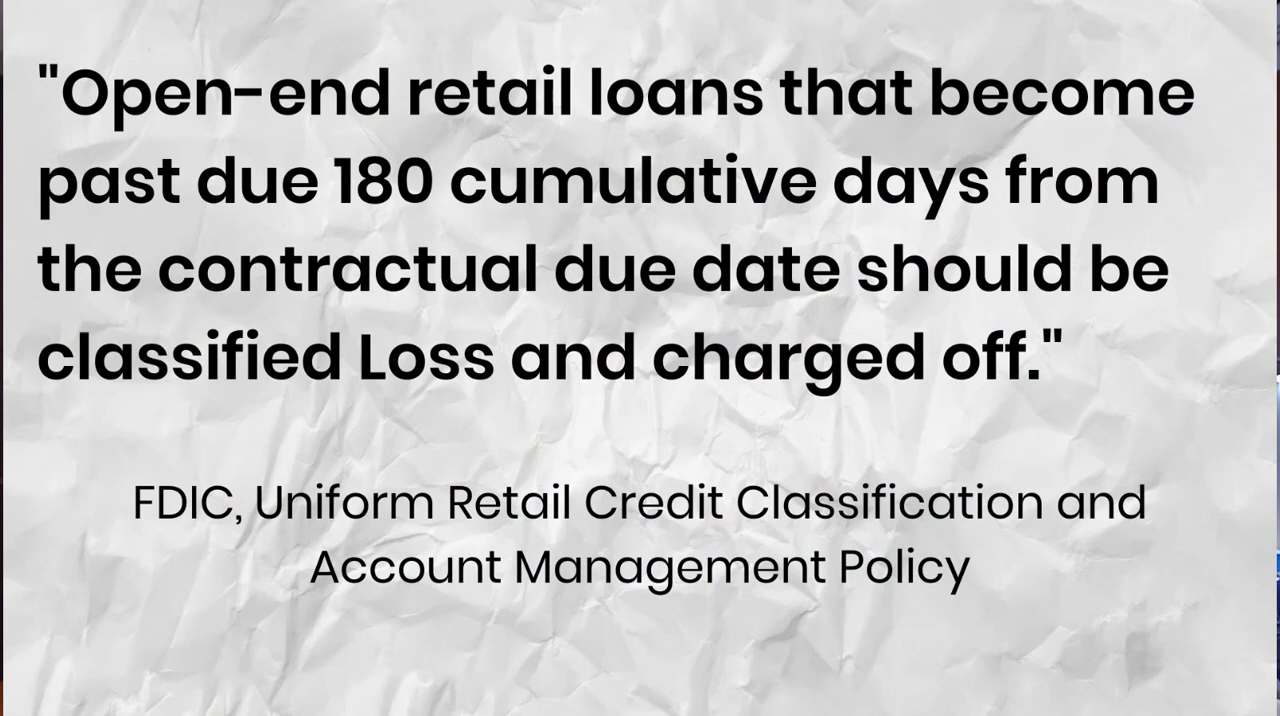 "Open-end retail loans that become
past due 180 cumulative days from
the contractual due date should be
classified Loss and charged off."
FDIC, Uniform Retail Credit Classification and
Account Management Policy